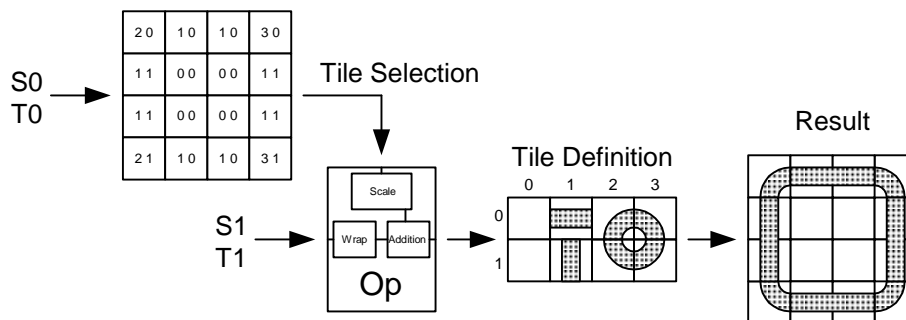 20 10 10 30
11 00 00 11
11 00 00 11
21 10 10 31
S0
T0
Tile Selection
Scale
Wrap Addition
Op
S1
T1
Tile Definition
0 1 2 3
0
1
Result